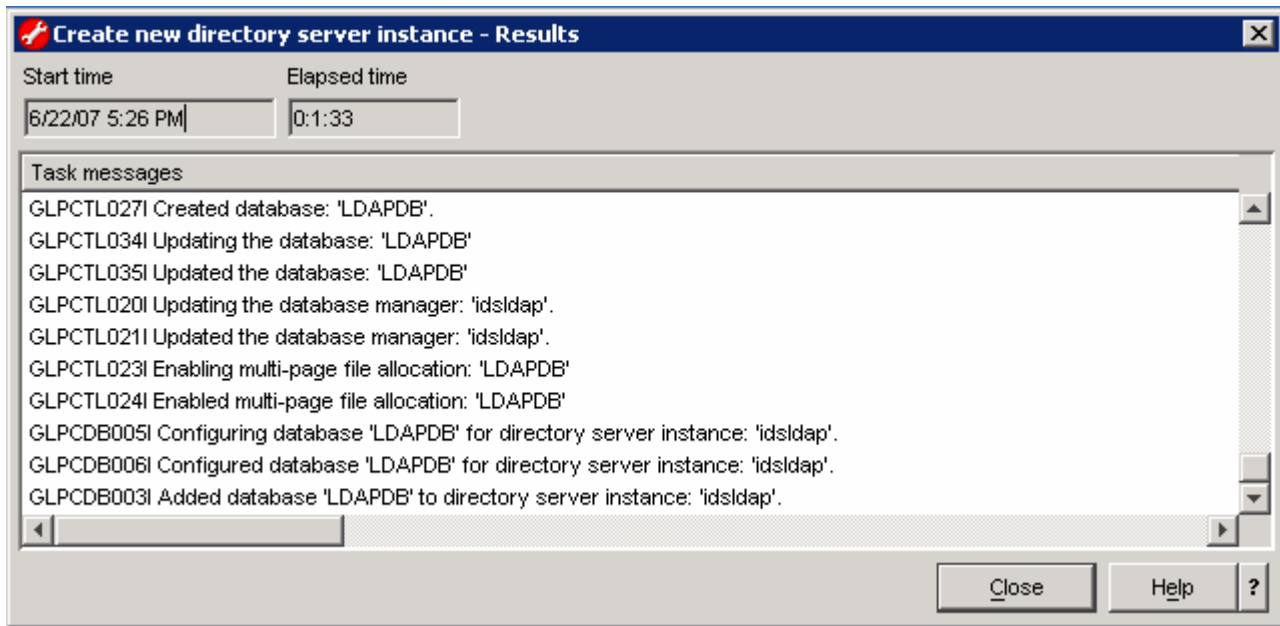 Create new directory server instance - Results
Start time Elapsed time
6/22/07 5:26 PM 0:1:33
Task messages
GLPCTL027I Created database: 'LDAPDB'.
GLPCTL034I Updating the database: 'LDAPDB'
GLPCTL035I Updated the database: 'LDAPDB'
GLPCTL020I Updating the database manager: 'idsldap'.
GLPCTL021I Updated the database manager: 'idsldap'.
GLPCTL023I Enabling multi-page file allocation: 'LDAPDB'
GLPCTL024I Enabled multi-page file allocation: 'LDAPDB'
GLPCDB005I Configuring database 'LDAPDB' for directory server instance: 'idsldap'.
GLPCDB006I Configured database 'LDAPDB' for directory server instance: 'idsldap'.
GLPCDB003I Added database 'LDAPDB' to directory server instance: 'idsldap'.
Close Help ?